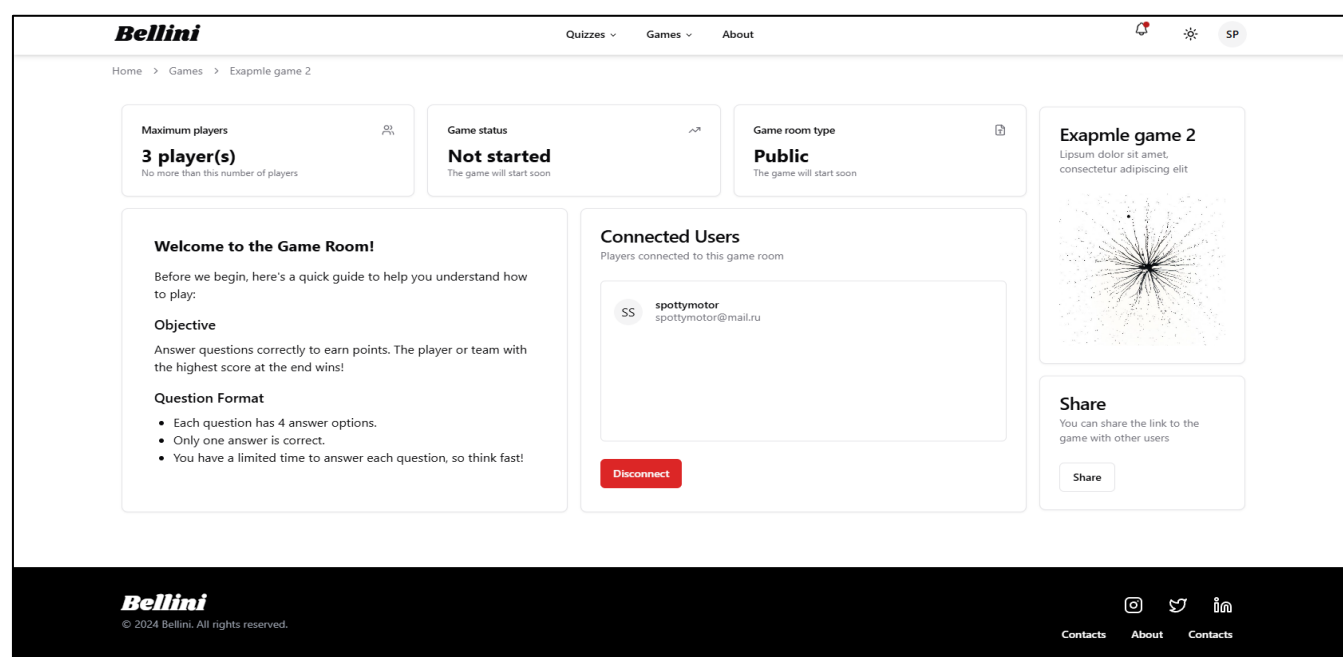 Bellini
Quizzes
Games
About
SP
Home > Games > Exapmle game 2
Maximum players
3 player(s)
No more than this number of players
Game status
Not started
The game will start soon
Game room type
Public
The game will start soon
Exapmle game 2
Lipsum dolor sit amet,
consectetur adipiscing elit
Welcome to the Game Room!
Before we begin, here's a quick guide to help you understand how
to play:
Objective
Answer questions correctly to earn points. The player or team with
the highest score at the end wins!
Question Format
• Each question has 4 answer options.
• Only one answer is correct.
• You have a limited time to answer each question, so think fast!
Connected Users
Players connected to this game room
SS
spottymotor
spottymotor@mail.ru
Disconnect
Share
You can share the link to the
game with other users
Share
Bellini
© 2024 Bellini. All rights reserved.
Contacts
About
Contacts